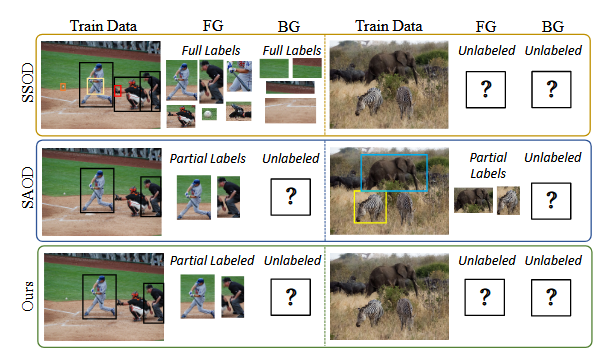 Train Data FG BG Train Data FG BG
SSOD
Full Labels Full Labels Unlabeled Unlabeled
? ?
SAOD
Partial Labels Unlabeled Partial Labels Unlabeled
? ?
Ours
Partial Labeled Unlabeled Unlabeled Unlabeled
? ? ?